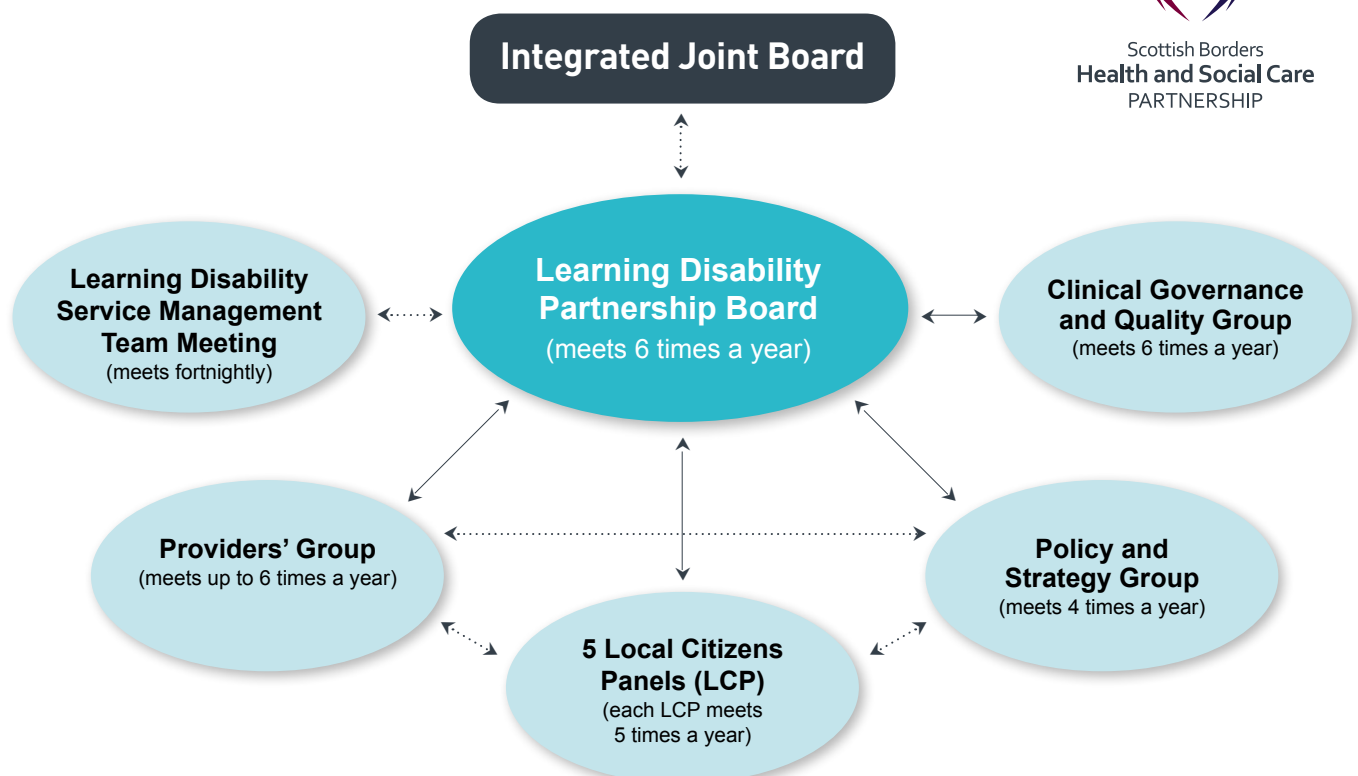 Integrated Joint Board
Scottish Borders
Health and Social Care
PARTNERSHIP
Learning Disability
Service Management
Team Meeting
(meets fortnightly)
Learning Disability
Partnership Board
(meets 6 times a year)
Clinical Governance
and Quality Group
(meets 6 times a year)
Providers’ Group
(meets up to 6 times a year)
5 Local Citizens
Panels (LCP)
(each LCP meets
5 times a year)
Policy and
Strategy Group
(meets 4 times a year)